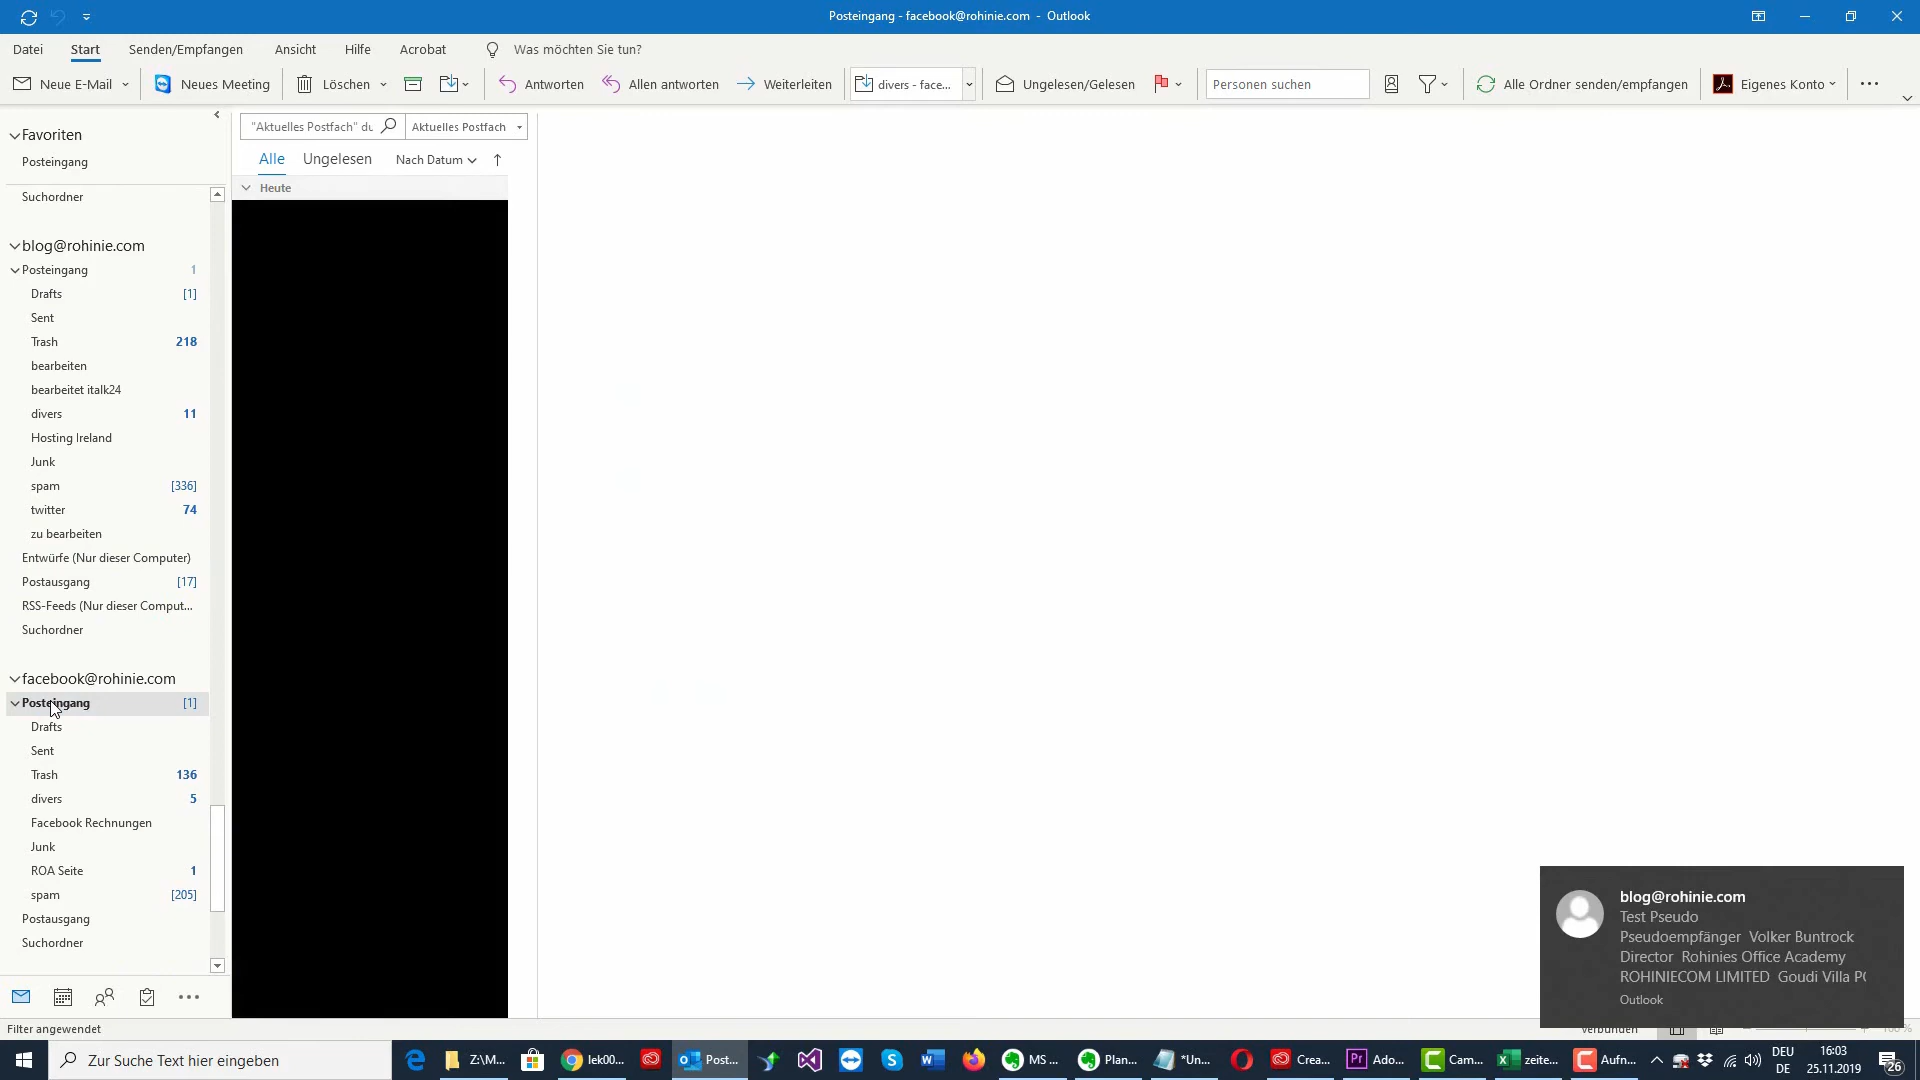 Posteingang - facebook@rohinie.com - Outlook
Datei Start Senden/Empfangen Ansicht Hilfe Acrobat Was möchten Sie tun?
Neue E-Mail Neues Meeting Löschen Antworten Allen antworten Weiterleiten divers - face... Ungelesen/Gelesen Personen suchen Alle Ordner senden/empfangen Eigenes Konto
Favoriten
Posteingang
Suchordner
blog@rohinie.com
Posteingang 1
Drafts [1]
Sent
Trash 218
bearbeiten
bearbeitet italk24
divers 11
Hosting Ireland
Junk
spam [336]
twitter 74
zu bearbeiten
Entwürfe (Nur dieser Computer)
Postausgang [17]
RSS-Feeds (Nur dieser Comput...
Suchordner
facebook@rohinie.com
Posteingang [1]
Drafts
Sent
Trash 136
divers 5
Facebook Rechnungen
Junk
ROA Seite 1
spam [205]
Postausgang
Suchordner
"Aktuelles Postfach" du Aktuelles Postfach
Alle Ungelesen Nach Datum
Heute
blog@rohinie.com
Test Pseudo
Pseudoempfänger Volker Buntrock
Director Rohinies Office Academy
ROHINIECOM LIMITED Goudi Villa PO
Outlook
Filter angewendet
Verbunden
100 %
Zur Suche Text hier eingeben
Z:\M... lek00... Post... MS ... Plan... *Un... Crea... Ado... Cam... zeite... Aufn...
DEU
DE
16:03
25.11.2019
26